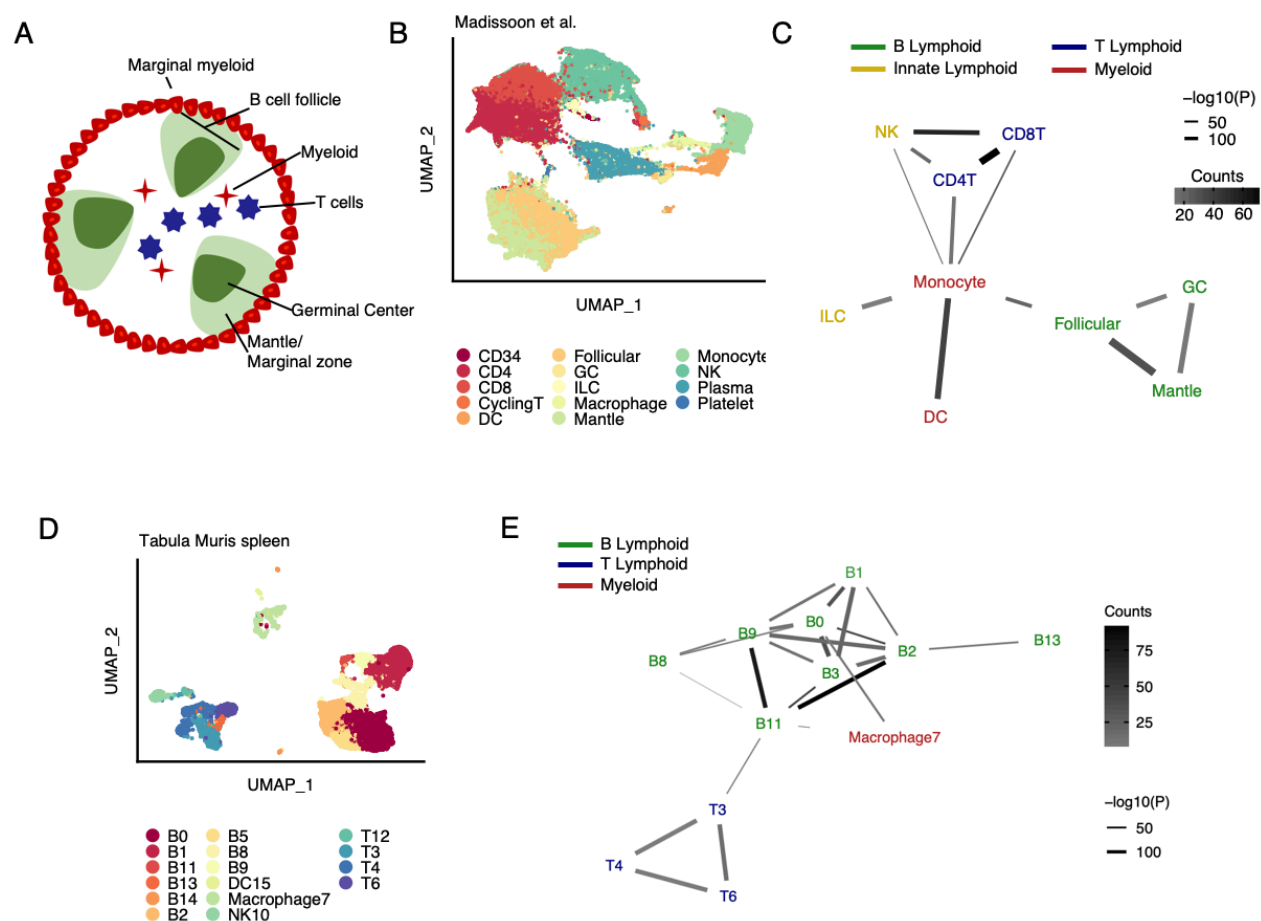 A
Marginal myeloid
B cell follicle
Myeloid
T cells
Germinal Center
Mantle/
Marginal zone
B
Madissoon et al.
UMAP_2
UMAP_1
CD34
CD4
CD8
CyclingT
DC
Follicular
GC
ILC
Macrophage
Mantle
Monocyte
NK
Plasma
Platelet
C
B Lymphoid
Innate Lymphoid
T Lymphoid
Myeloid
−log10(P)
50
100
Counts
20 40 60
NK
CD8T
CD4T
Monocyte
ILC
DC
GC
Follicular
Mantle
D
Tabula Muris spleen
UMAP_2
UMAP_1
B0
B1
B11
B13
B14
B2
B5
B8
B9
DC15
Macrophage7
NK10
T12
T3
T4
T6
E
B Lymphoid
T Lymphoid
Myeloid
B1
B0
B9
B8
B3
B2
B13
B11
Macrophage7
T3
T4
T6
Counts
75
50
25
−log10(P)
50
100